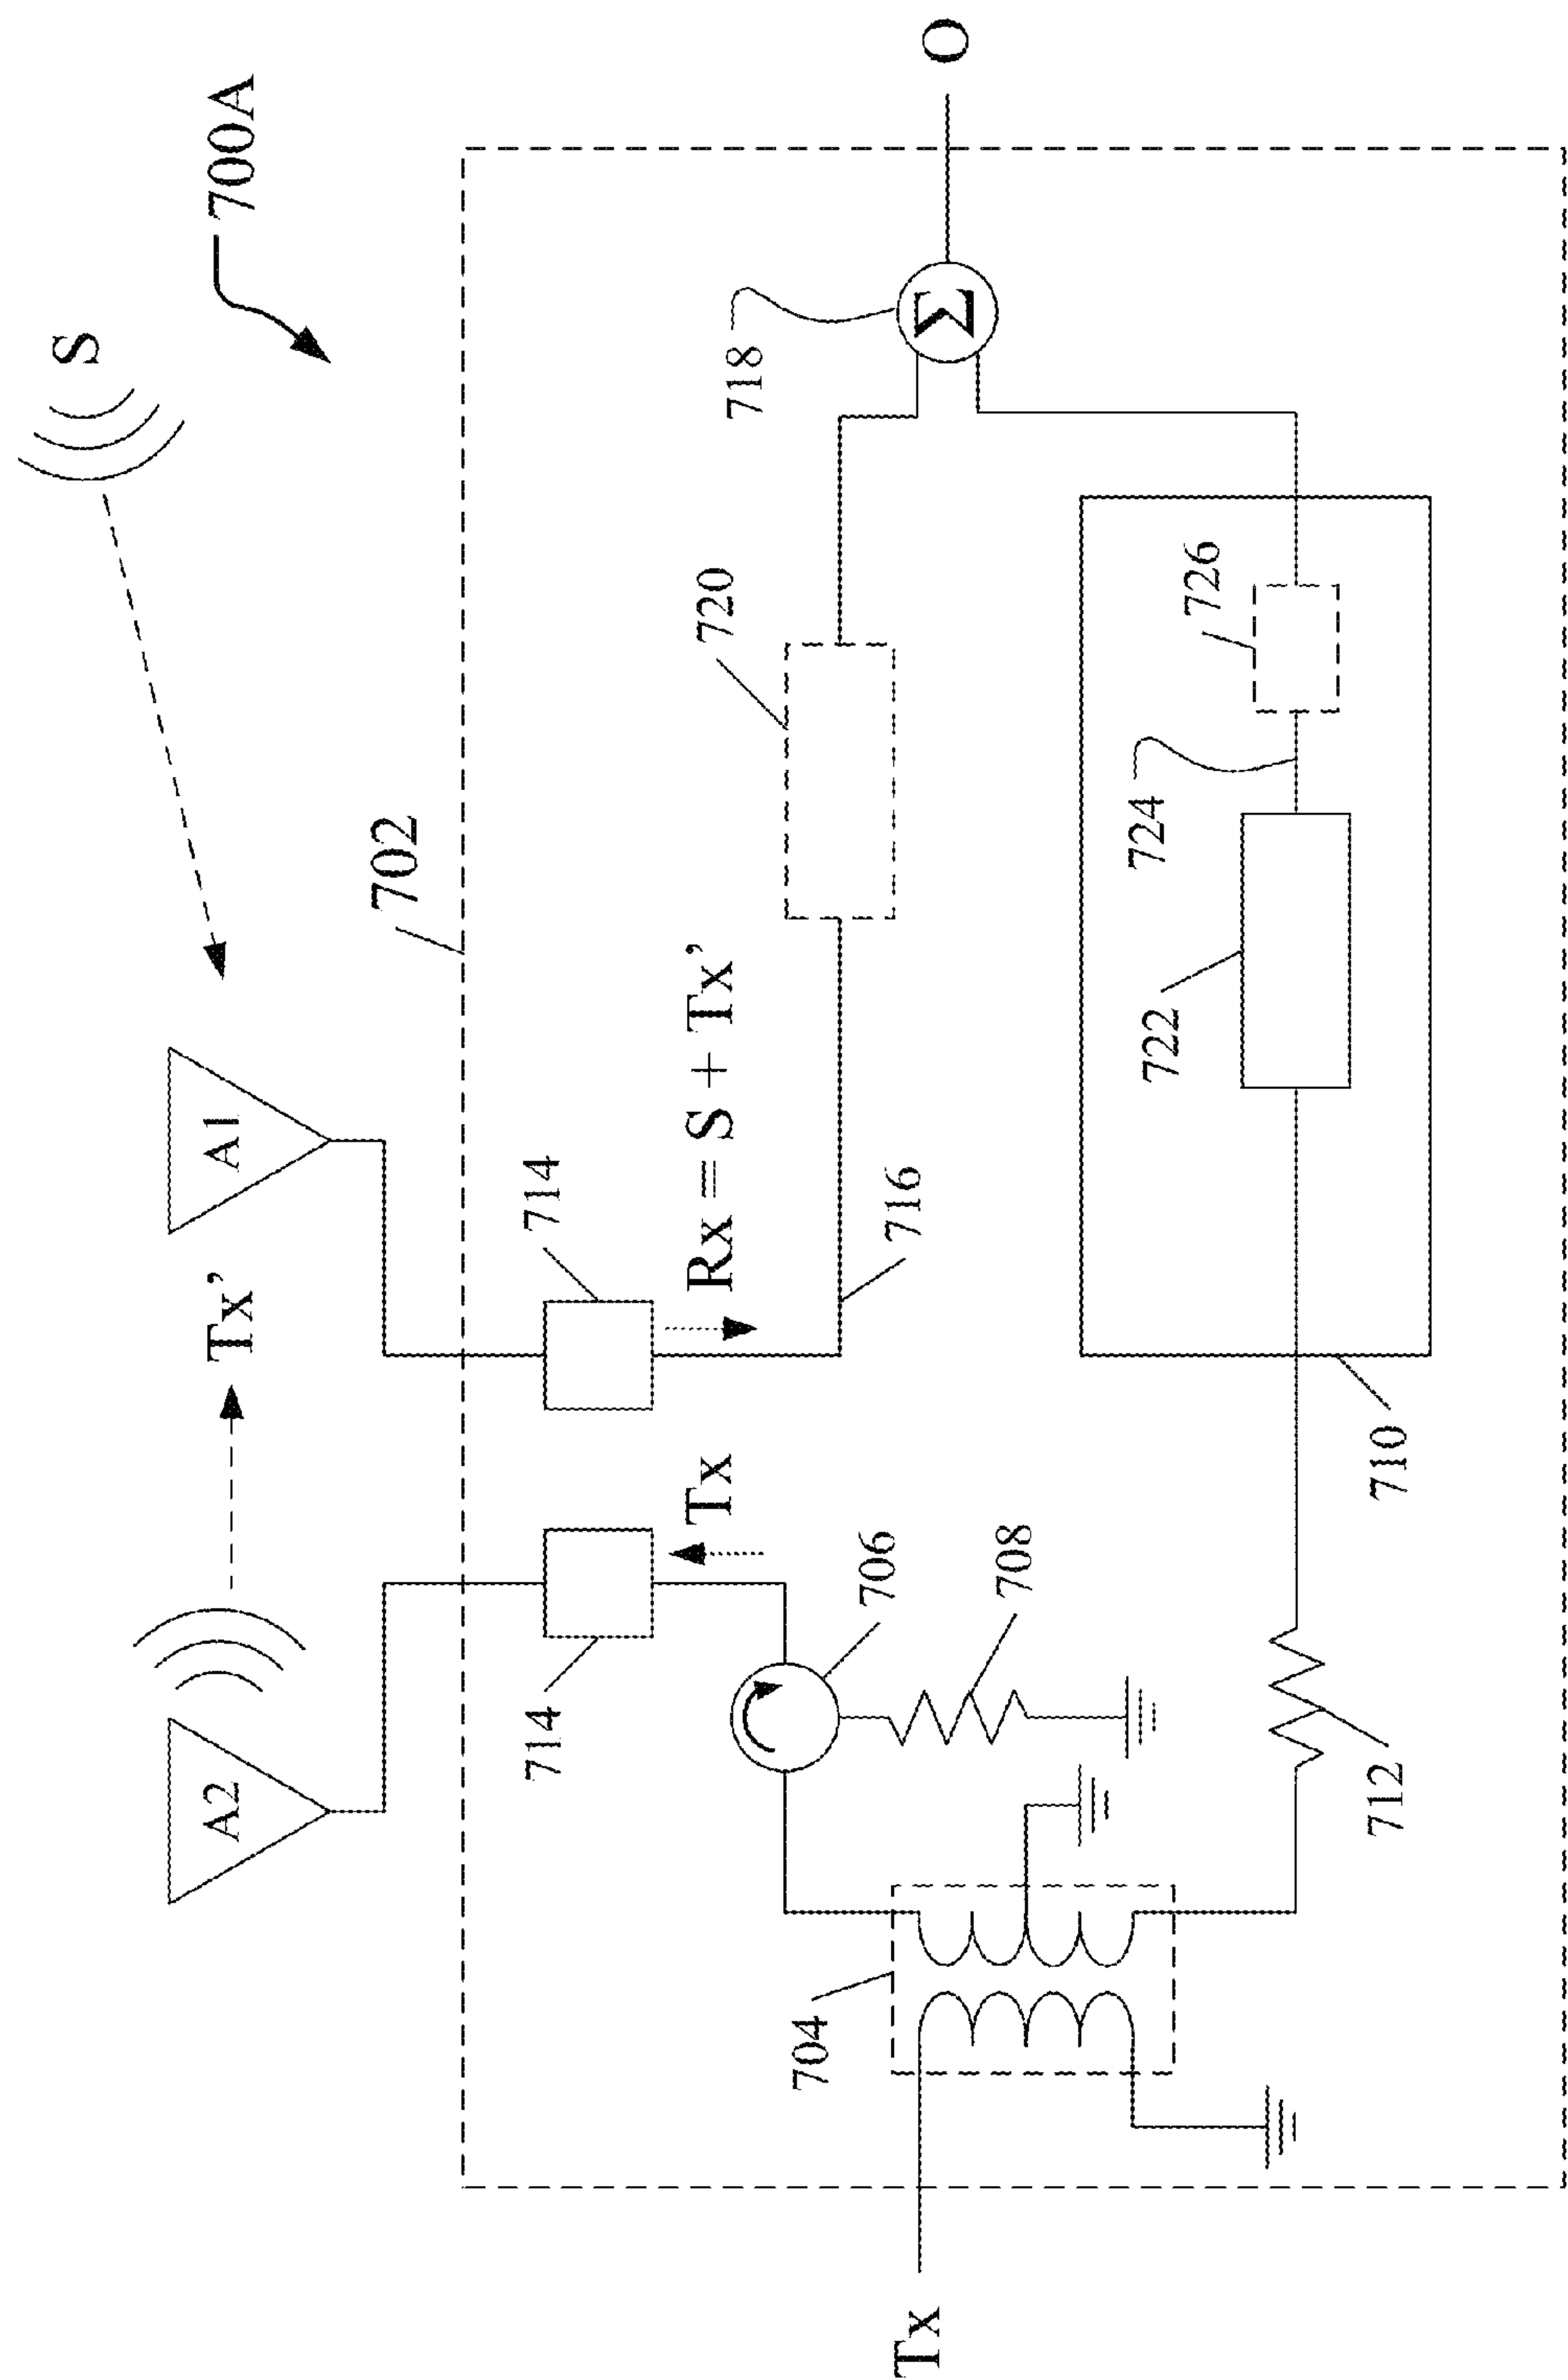 S
700A
Tx'
A2
A1
702
714
714
Tx
Rx = S + Tx'
706
708
716
720
718
Σ
O
704
Tx
712
710
722
724
726